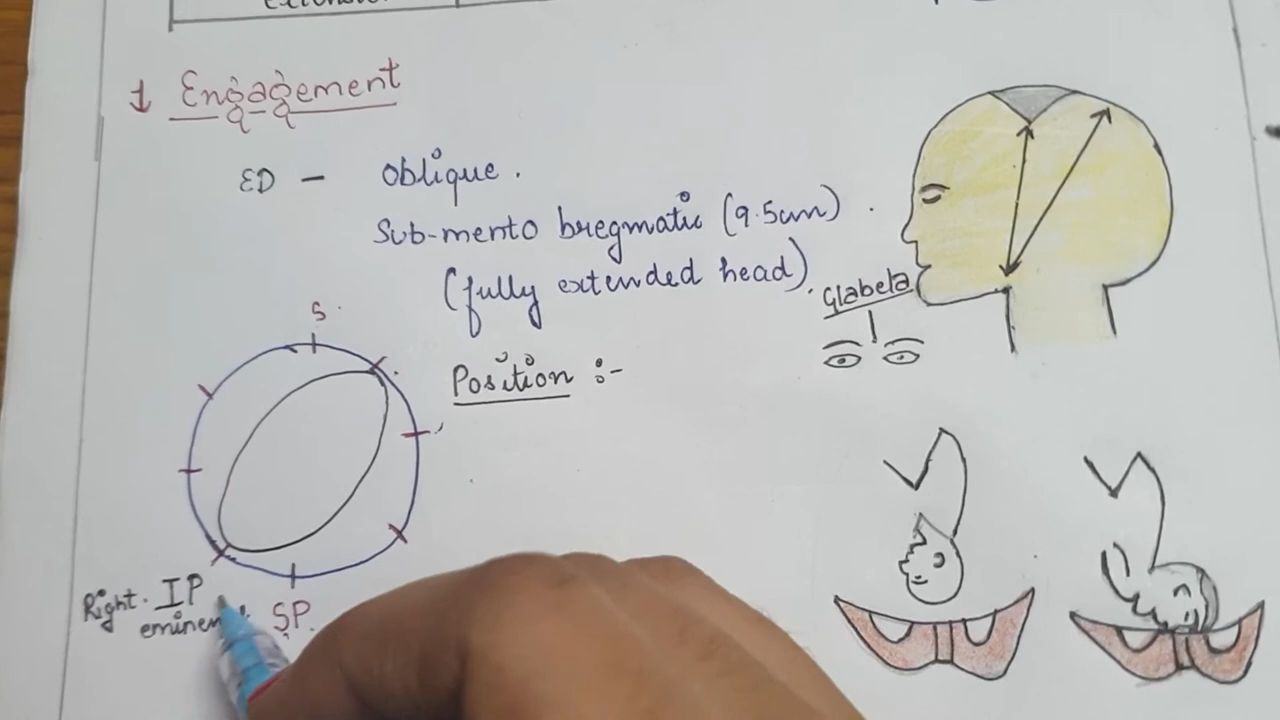 1 Engagement
ED - Oblique.
Sub-mento bregmatic (9.5cm).
(fully extended head)
Glabela
S.
Position :-
Right. IP
SP.